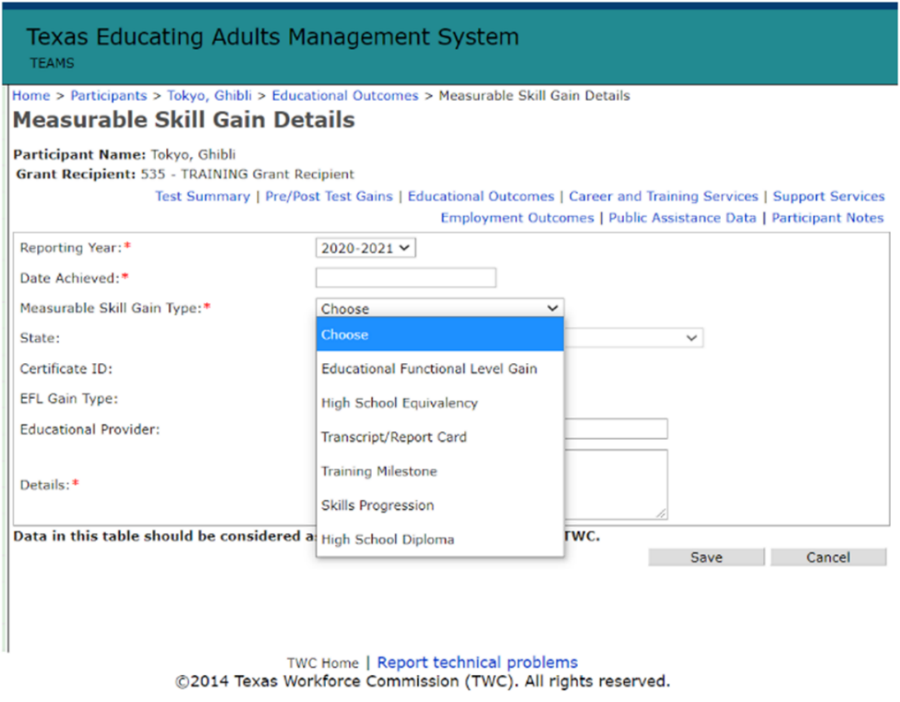 Texas Educating Adults Management System
TEAMS
Home > Participants > Tokyo, Ghibli > Educational Outcomes > Measurable Skill Gain Details
Measurable Skill Gain Details
Participant Name: Tokyo, Ghibli
Grant Recipient: 535 - TRAINING Grant Recipient
Test Summary | Pre/Post Test Gains | Educational Outcomes | Career and Training Services | Support Services
Employment Outcomes | Public Assistance Data | Participant Notes
Reporting Year:* 2020-2021
Date Achieved:*
Measurable Skill Gain Type:* Choose
Choose
State:
Educational Functional Level Gain
Certificate ID:
EFL Gain Type:
High School Equivalency
Educational Provider:
Transcript/Report Card
Training Milestone
Details:*
Skills Progression
High School Diploma
Data in this table should be considered a TWC.
Save Cancel
TWC Home | Report technical problems
©2014 Texas Workforce Commission (TWC). All rights reserved.